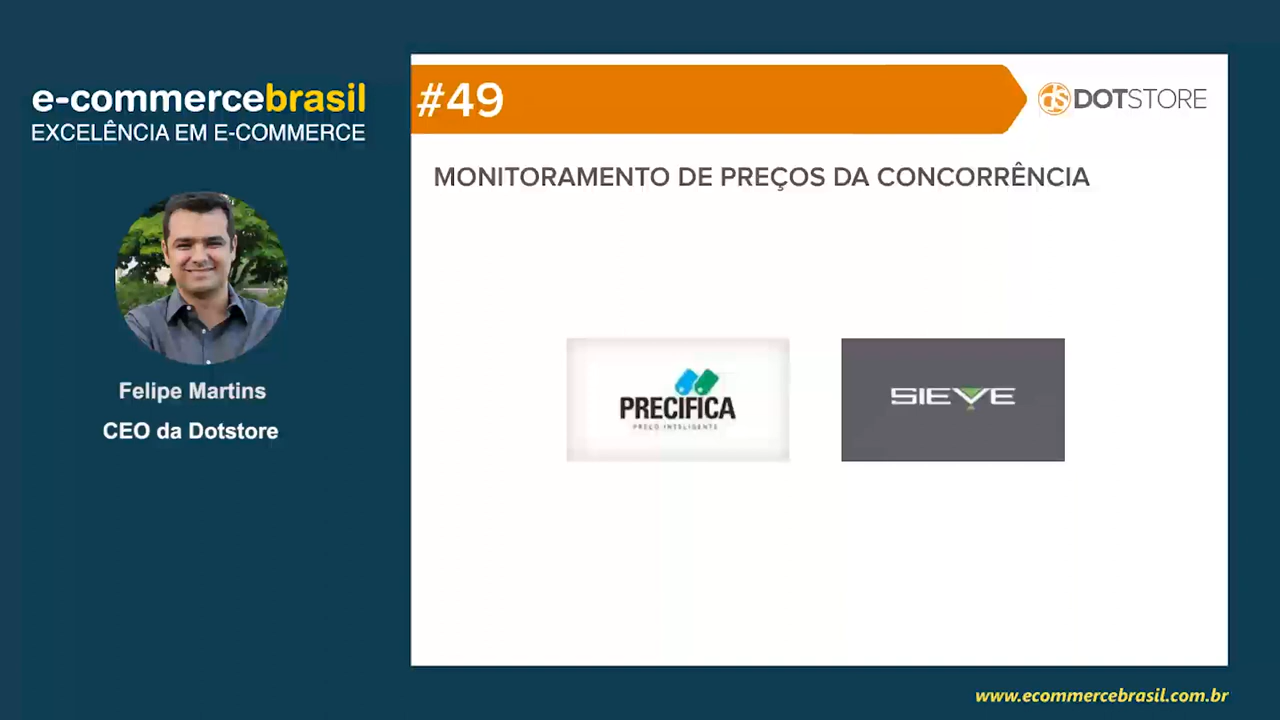 e-commercebrasil
EXCELÊNCIA EM E-COMMERCE
Felipe Martins
CEO da Dotstore
#49
DOTSTORE
MONITORAMENTO DE PREÇOS DA CONCORRÊNCIA
PRECIFICA
PREÇO INTELIGENTE
SIEVE
www.ecommercebrasil.com.br